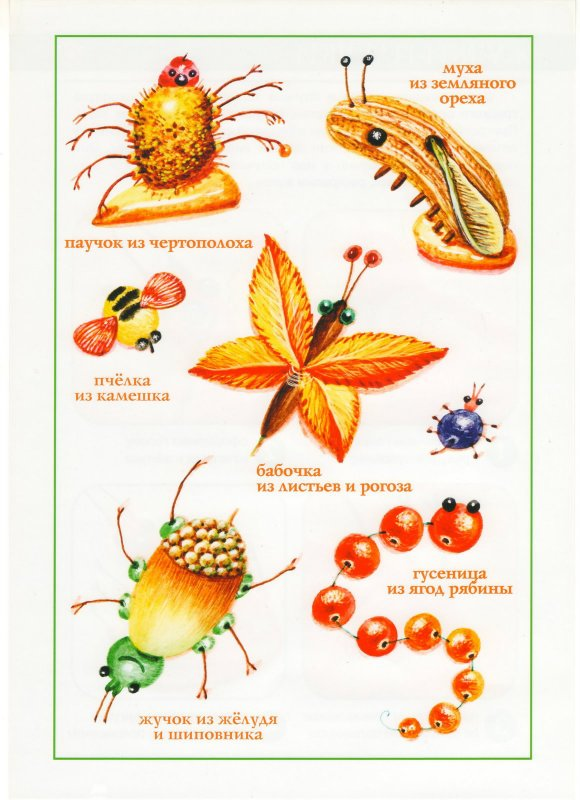 муха
из земляного
ореха
паучок из чертополоха
пчёлка
из камешка
бабочка
из листьев и рогоза
гусеница
из ягод рябины
жучок из жёлудя
и шиповника